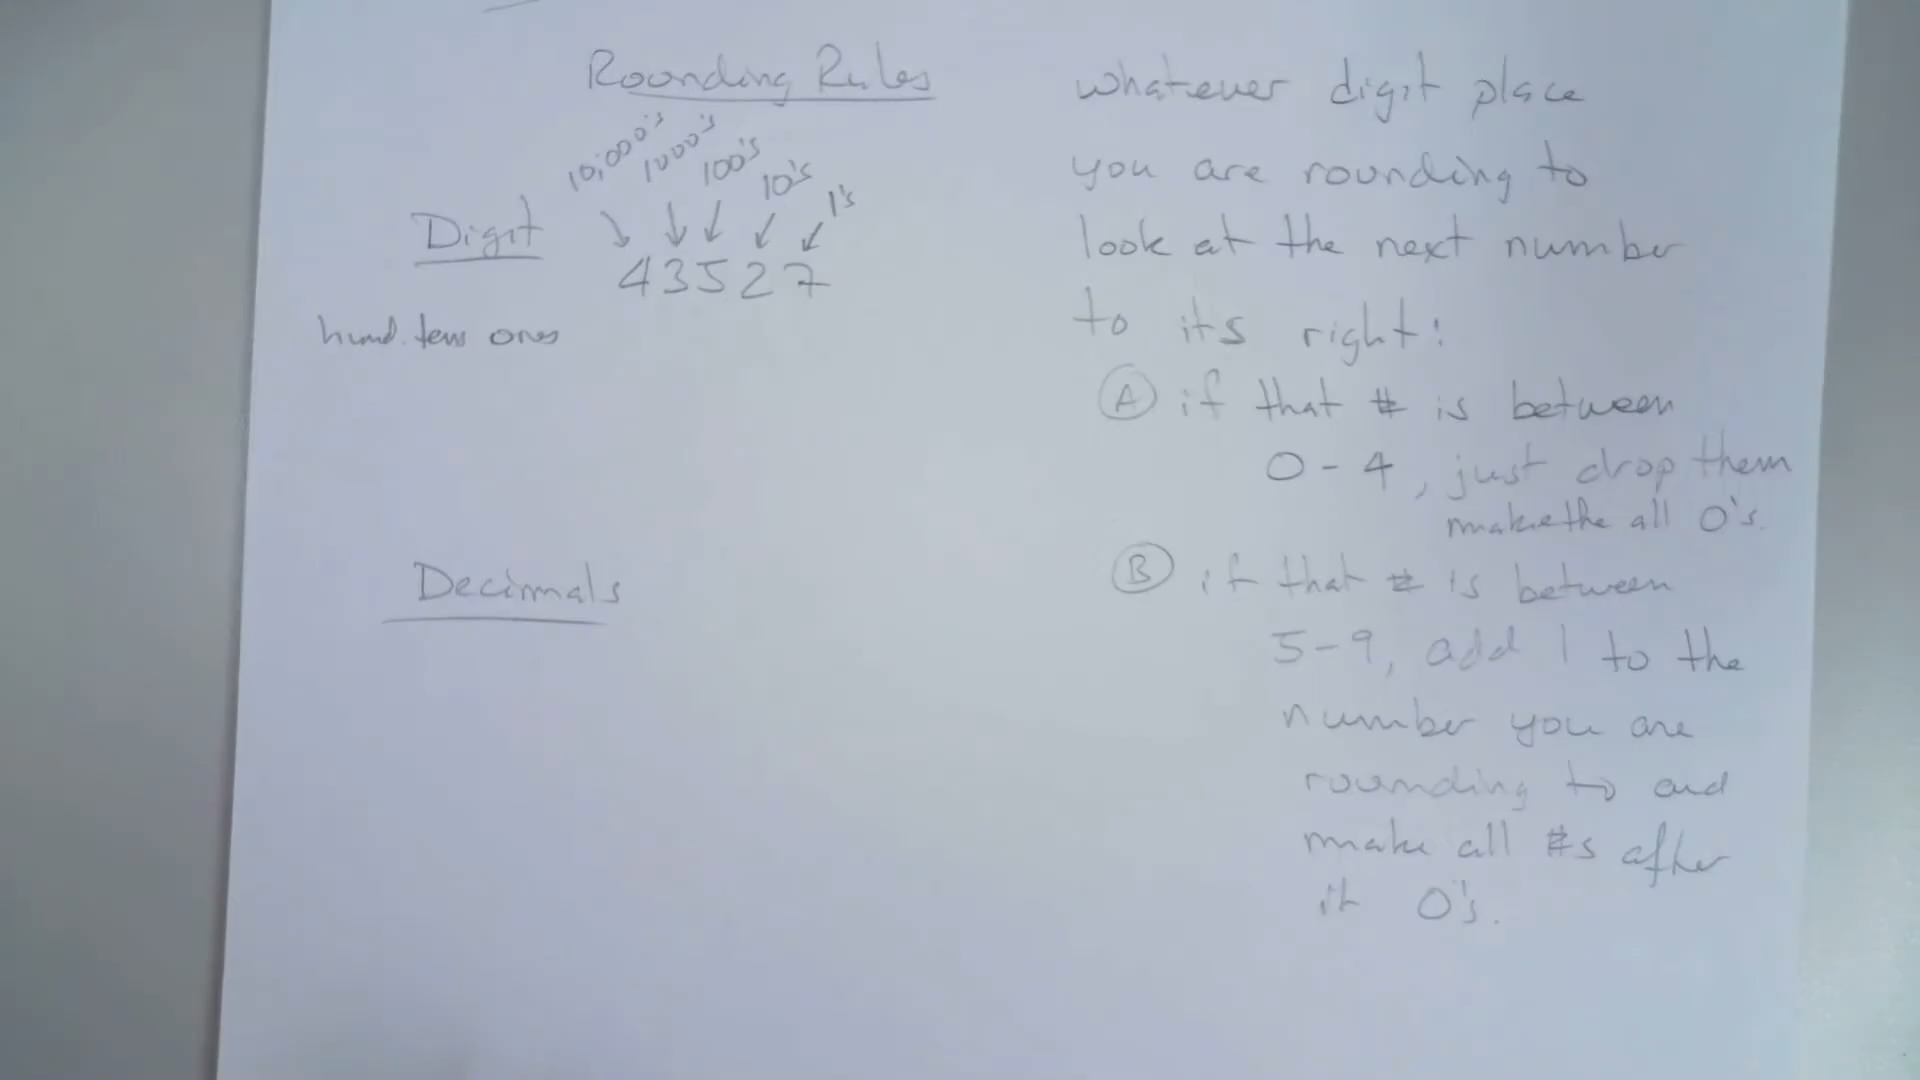 Rounding Rules
10,000's 1000's 100's 10's 1's
Digit
43527
hund. tens ones
Decimals
whatever digit place
you are rounding to
look at the next number
to its right:
A if that # is between
0-4, just drop them
make the all 0's.
B if that # is between
5-9, add 1 to the
number you are
rounding to and
make all #s after
it 0's.